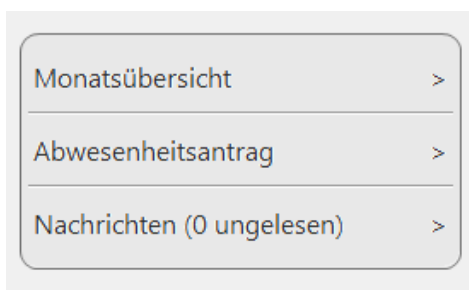 Monatsübersicht >
Abwesenheitsantrag >
Nachrichten (0 ungelesen) >